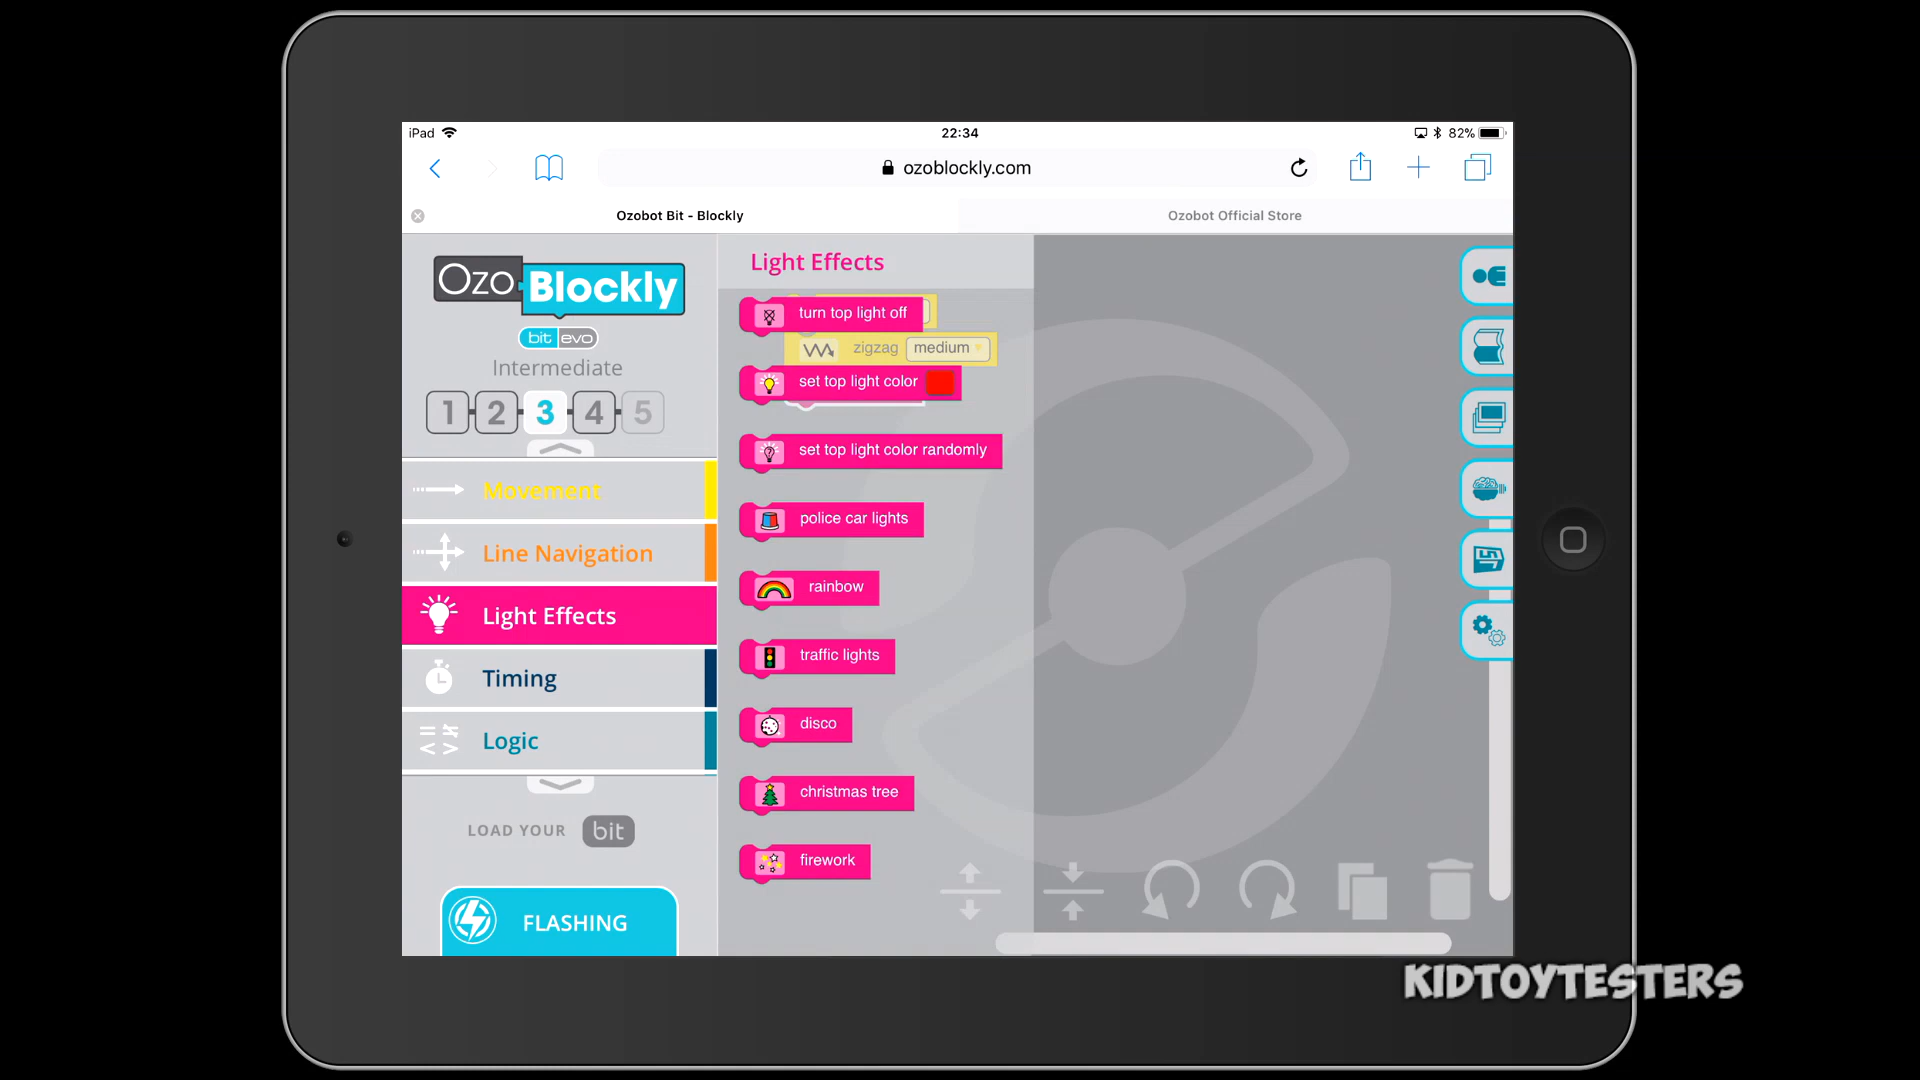 iPad
22:34
82%
ozoblockly.com
Ozobot Bit - Blockly
Ozobot Official Store
Ozo Blockly
bit evo
Intermediate
1 2 3 4 5
Movement
Line Navigation
Light Effects
Timing
Logic
LOAD YOUR bit
FLASHING
Light Effects
turn top light off
zigzag medium
set top light color
set top light color randomly
police car lights
rainbow
traffic lights
disco
christmas tree
firework
KIDTOYTESTERS